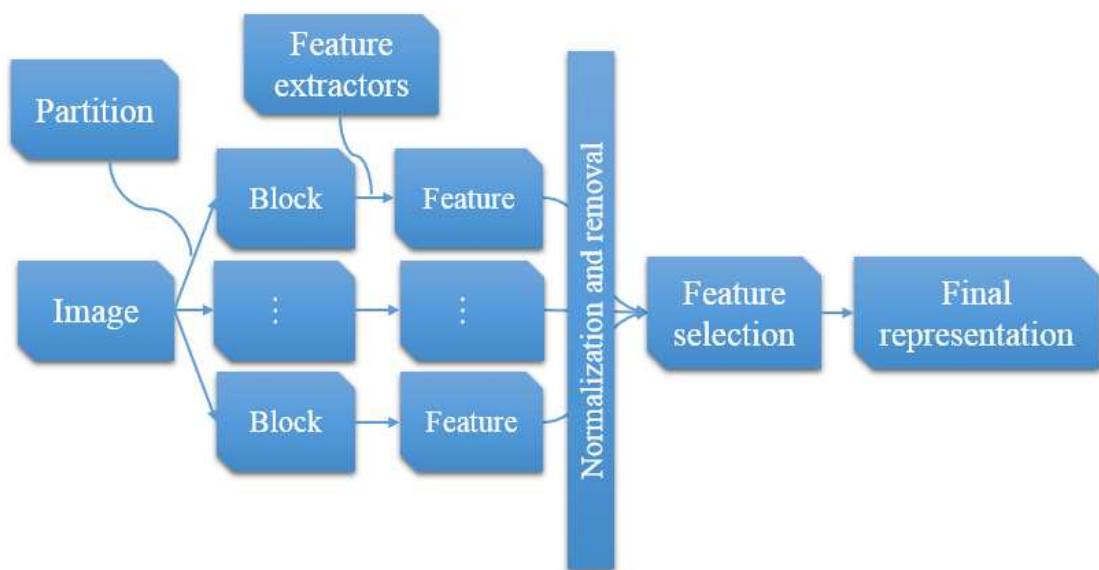 Feature
extractors
Partition
Block
Feature
Normalization and removal
Image
⋮
⋮
Feature
selection
Final
representation
Block
Feature